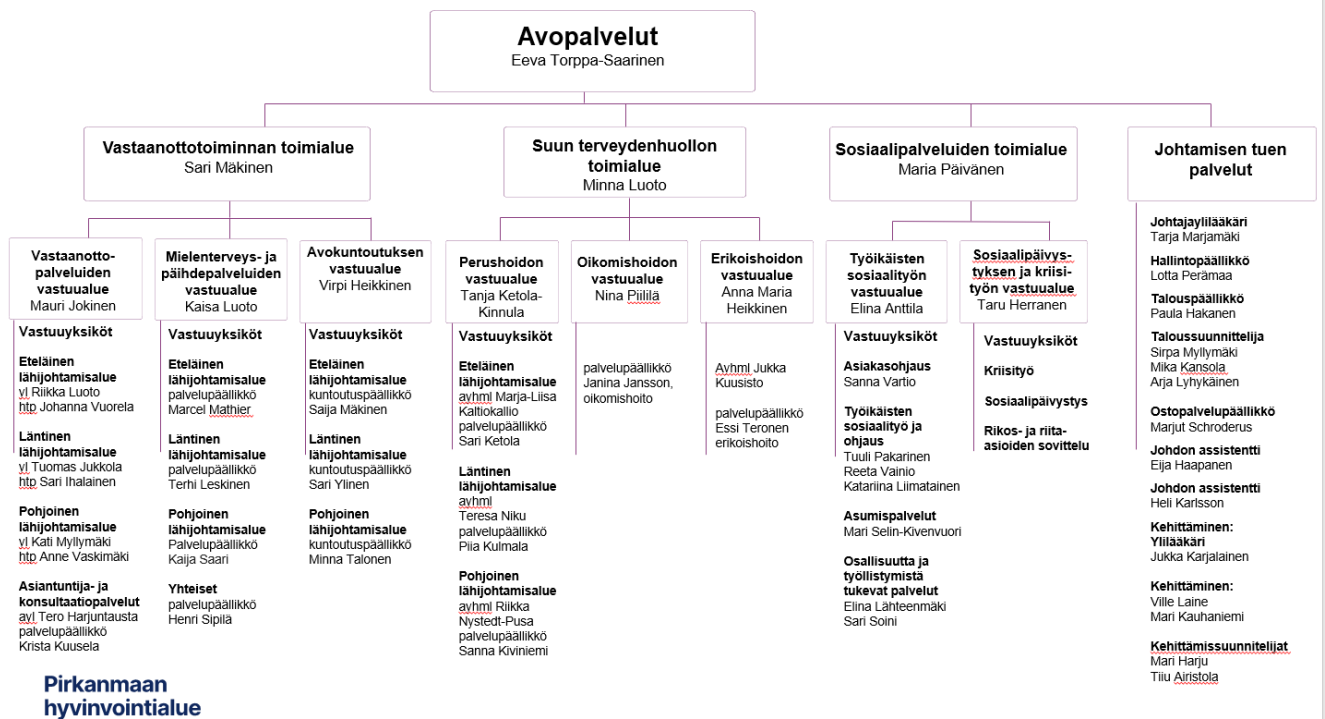 Avopalvelut
Eeva Torppa-Saarinen
Vastaanottotoiminnan toimialue
Sari Mäkinen
Suun terveydenhuollon
toimialue
Minna Luoto
Sosiaalipalveluiden toimialue
Maria Päivänen
Johtamisen tuen
palvelut
Vastaanotto-
palveluiden
vastuualue
Mauri Jokinen
Vastuuyksiköt
Eteläinen
lähijohtamisalue
yl Riikka Luoto
htp Johanna Vuorela
Läntinen
lähijohtamisalue
yl Tuomas Jukkola
htp Sari Ihalainen
Pohjoinen
lähijohtamisalue
yl Kati Myllymäki
htp Anne Vaskimäki
Asiantuntija- ja
konsultaatiopalvelut
ayl Tero Harjuntausta
palvelupäällikkö
Krista Kuusela
Mielenterveys- ja
päihdepalveluiden
vastuualue
Kaisa Luoto
Vastuuyksiköt
Eteläinen
lähijohtamisalue
palvelupäällikkö
Marcel Mathier
Läntinen
lähijohtamisalue
palvelupäällikkö
Terhi Leskinen
Pohjoinen
lähijohtamisalue
Palvelupäällikkö
Kaija Saari
Yhteiset
palvelupäällikkö
Henri Sipilä
Avokuntoutuksen
vastuualue
Virpi Heikkinen
Vastuuyksiköt
Eteläinen
lähijohtamisalue
kuntoutuspäällikkö
Saija Mäkinen
Läntinen
lähijohtamisalue
kuntoutuspäällikkö
Sari Ylinen
Pohjoinen
lähijohtamisalue
kuntoutuspäällikkö
Minna Talonen
Perushoidon
vastuualue
Tanja Ketola-
Kinnula
Vastuuyksiköt
Eteläinen
lähijohtamisalue
ayhml Marja-Liisa
Kaltiokallio
palvelupäällikkö
Sari Ketola
Läntinen
lähijohtamisalue
ayhml
Teresa Niku
palvelupäällikkö
Piia Kulmala
Pohjoinen
lähijohtamisalue
ayhml Riikka
Nystedt-Pusa
palvelupäällikkö
Sanna Kiviniemi
Oikomishoidon
vastuualue
Nina Piililä
palvelupäällikkö
Janina Jansson,
oikomishoito
Erikoishoidon
vastuualue
Anna Maria
Heikkinen
Ayhml Jukka
Kuusisto
palvelupäällikkö
Essi Teronen
erikoishoito
Työikäisten
sosiaalityön
vastuualue
Elina Anttila
Vastuuyksiköt
Asiakasohjaus
Sanna Vartio
Työikäisten
sosiaalityö ja
ohjaus
Tuuli Pakarinen
Reeta Vainio
Katariina Liimatainen
Asumispalvelut
Mari Selin-Kivenvuori
Osallisuutta ja
työllistymistä
tukevat palvelut
Elina Lähteenmäki
Sari Soini
Sosiaalipäivys-
tyksen ja kriisi-
työn vastuualue
Taru Herranen
Vastuuyksiköt
Kriisityö
Sosiaalipäivystys
Rikos- ja riita-
asioiden sovittelu
Johtajaylilääkäri
Tarja Marjamäki
Hallintopäällikkö
Lotta Perämaa
Talouspäällikkö
Paula Hakanen
Taloussuunnittelija
Sirpa Myllymäki
Mika Kansola
Arja Lyhykäinen
Ostopalvelupäällikkö
Marjut Schroderus
Johdon assistentti
Eija Haapanen
Johdon assistentti
Heli Karlsson
Kehittäminen:
Ylilääkäri
Jukka Karjalainen
Kehittäminen:
Ville Laine
Mari Kauhaniemi
Kehittämissuunnitelijat
Mari Harju
Tiiu Airistola
Pirkanmaan
hyvinvointialue